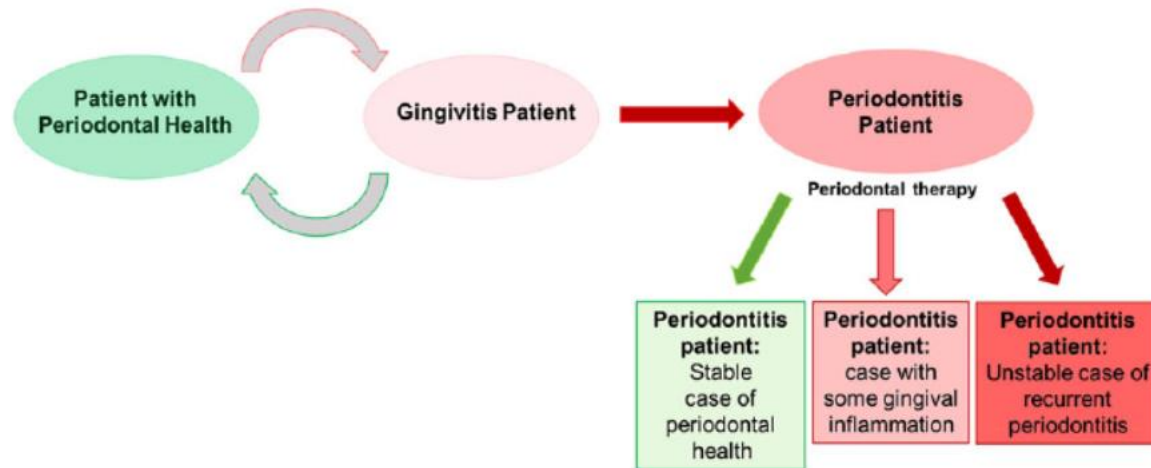 Patient with
Periodontal Health
Gingivitis Patient
Periodontitis
Patient
Periodontal therapy
Periodontitis
patient:
Stable
case of
periodontal
health
Periodontitis
patient:
case with
some gingival
inflammation
Periodontitis
patient:
Unstable case of
recurrent
periodontitis